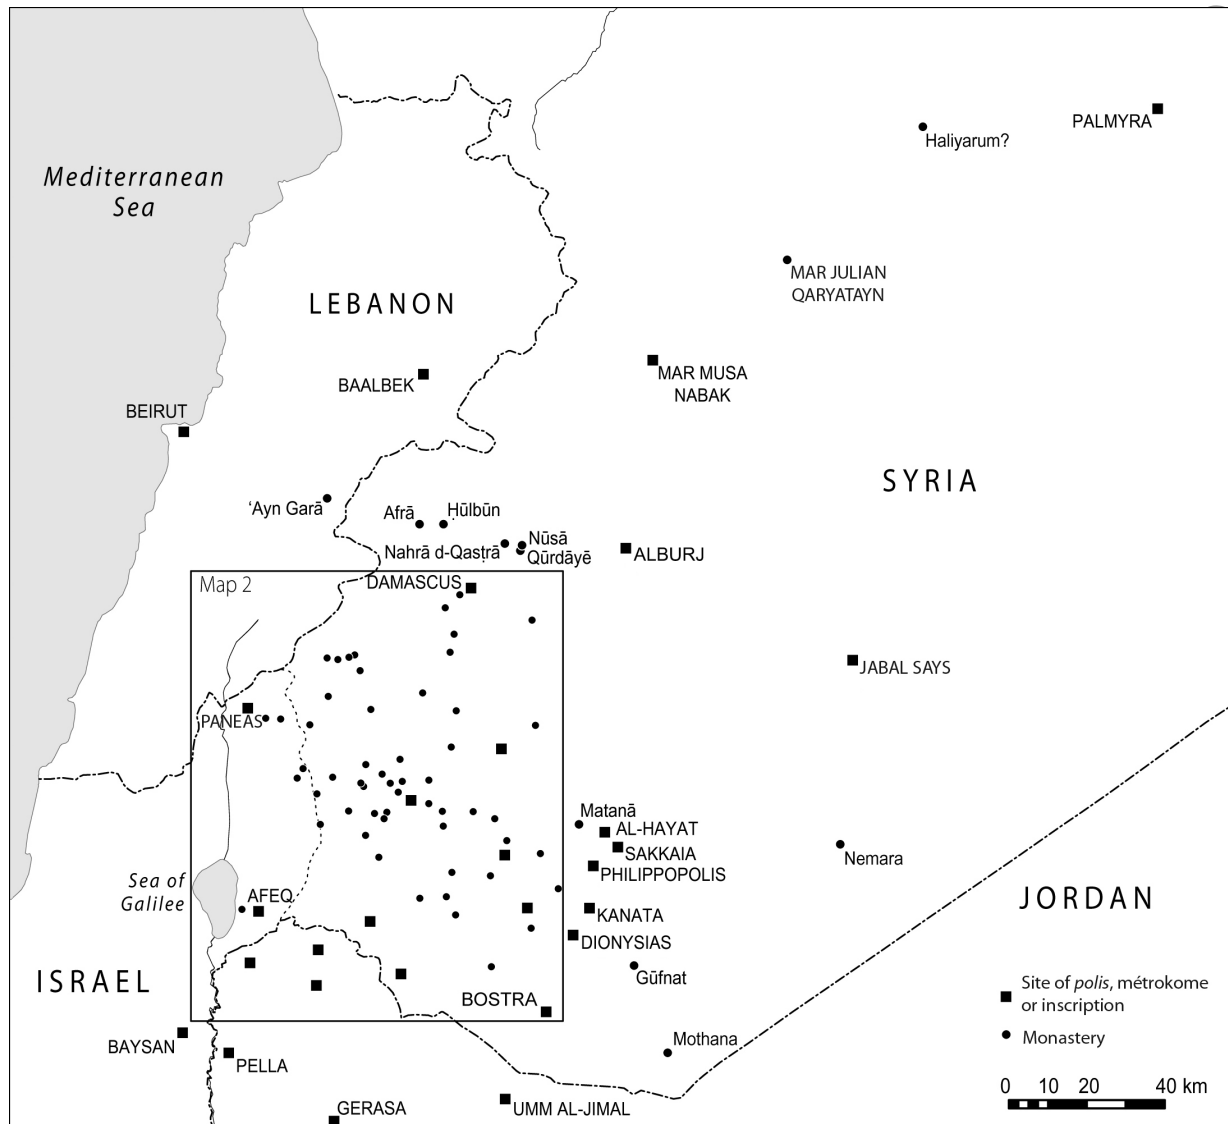 PALMYRA
Haliyarum?
Mediterranean
Sea
MAR JULIAN
QARYATAYN
LEBANON
BAALBEK
MAR MUSA
NABAK
BEIRUT
SYRIA
‘Ayn Garā
Afrā
Ḥūlbūn
Nūsā
Nahrā d-Qasṭrā
Qūrdāyē
ALBURJ
Map 2
DAMASCUS
JABAL SAYS
PANEAS
Matanā
AL-HAYAT
SAKKAIA
Nemara
PHILIPPOPOLIS
Sea of
Galilee
AFEQ
JORDAN
KANATA
DIONYSIAS
ISRAEL
Gūfnat
Site of polis, métrokome
or inscription
BOSTRA
Monastery
BAYSAN
Mothana
PELLA
0 10 20 40 km
GERASA
UMM AL-JIMAL